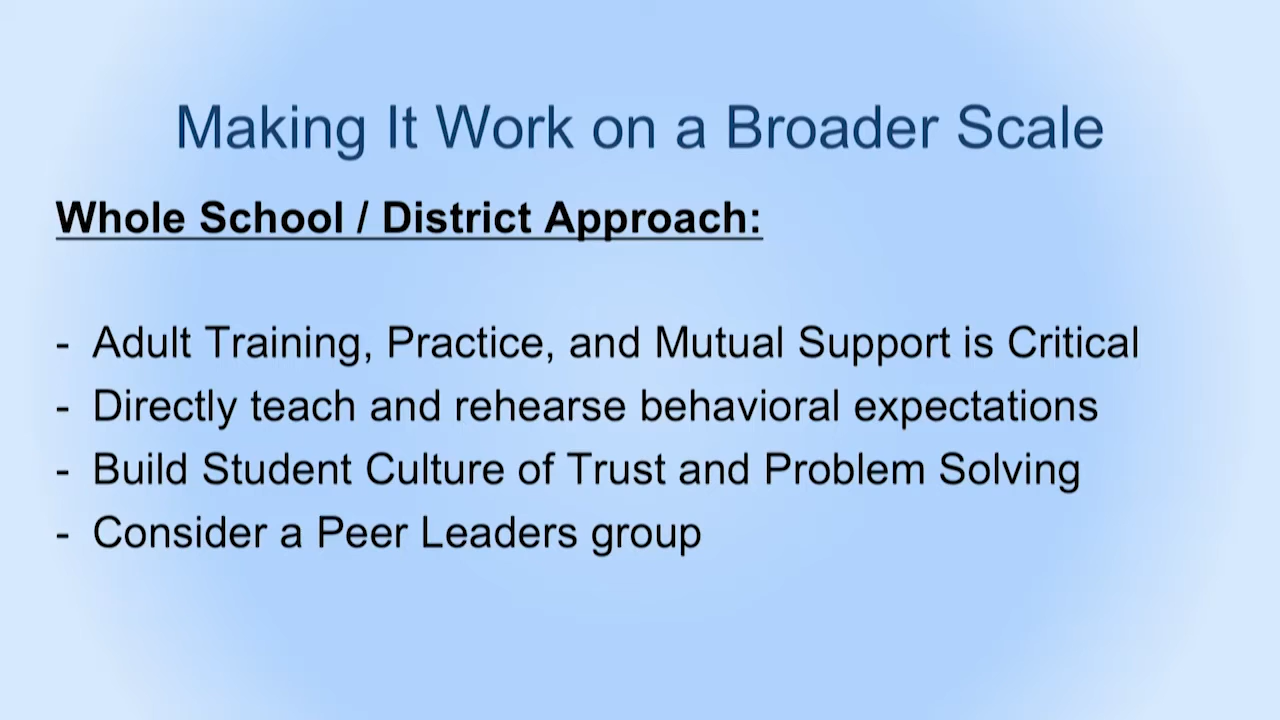 Making It Work on a Broader Scale
Whole School / District Approach:
- Adult Training, Practice, and Mutual Support is Critical
- Directly teach and rehearse behavioral expectations
- Build Student Culture of Trust and Problem Solving
- Consider a Peer Leaders group